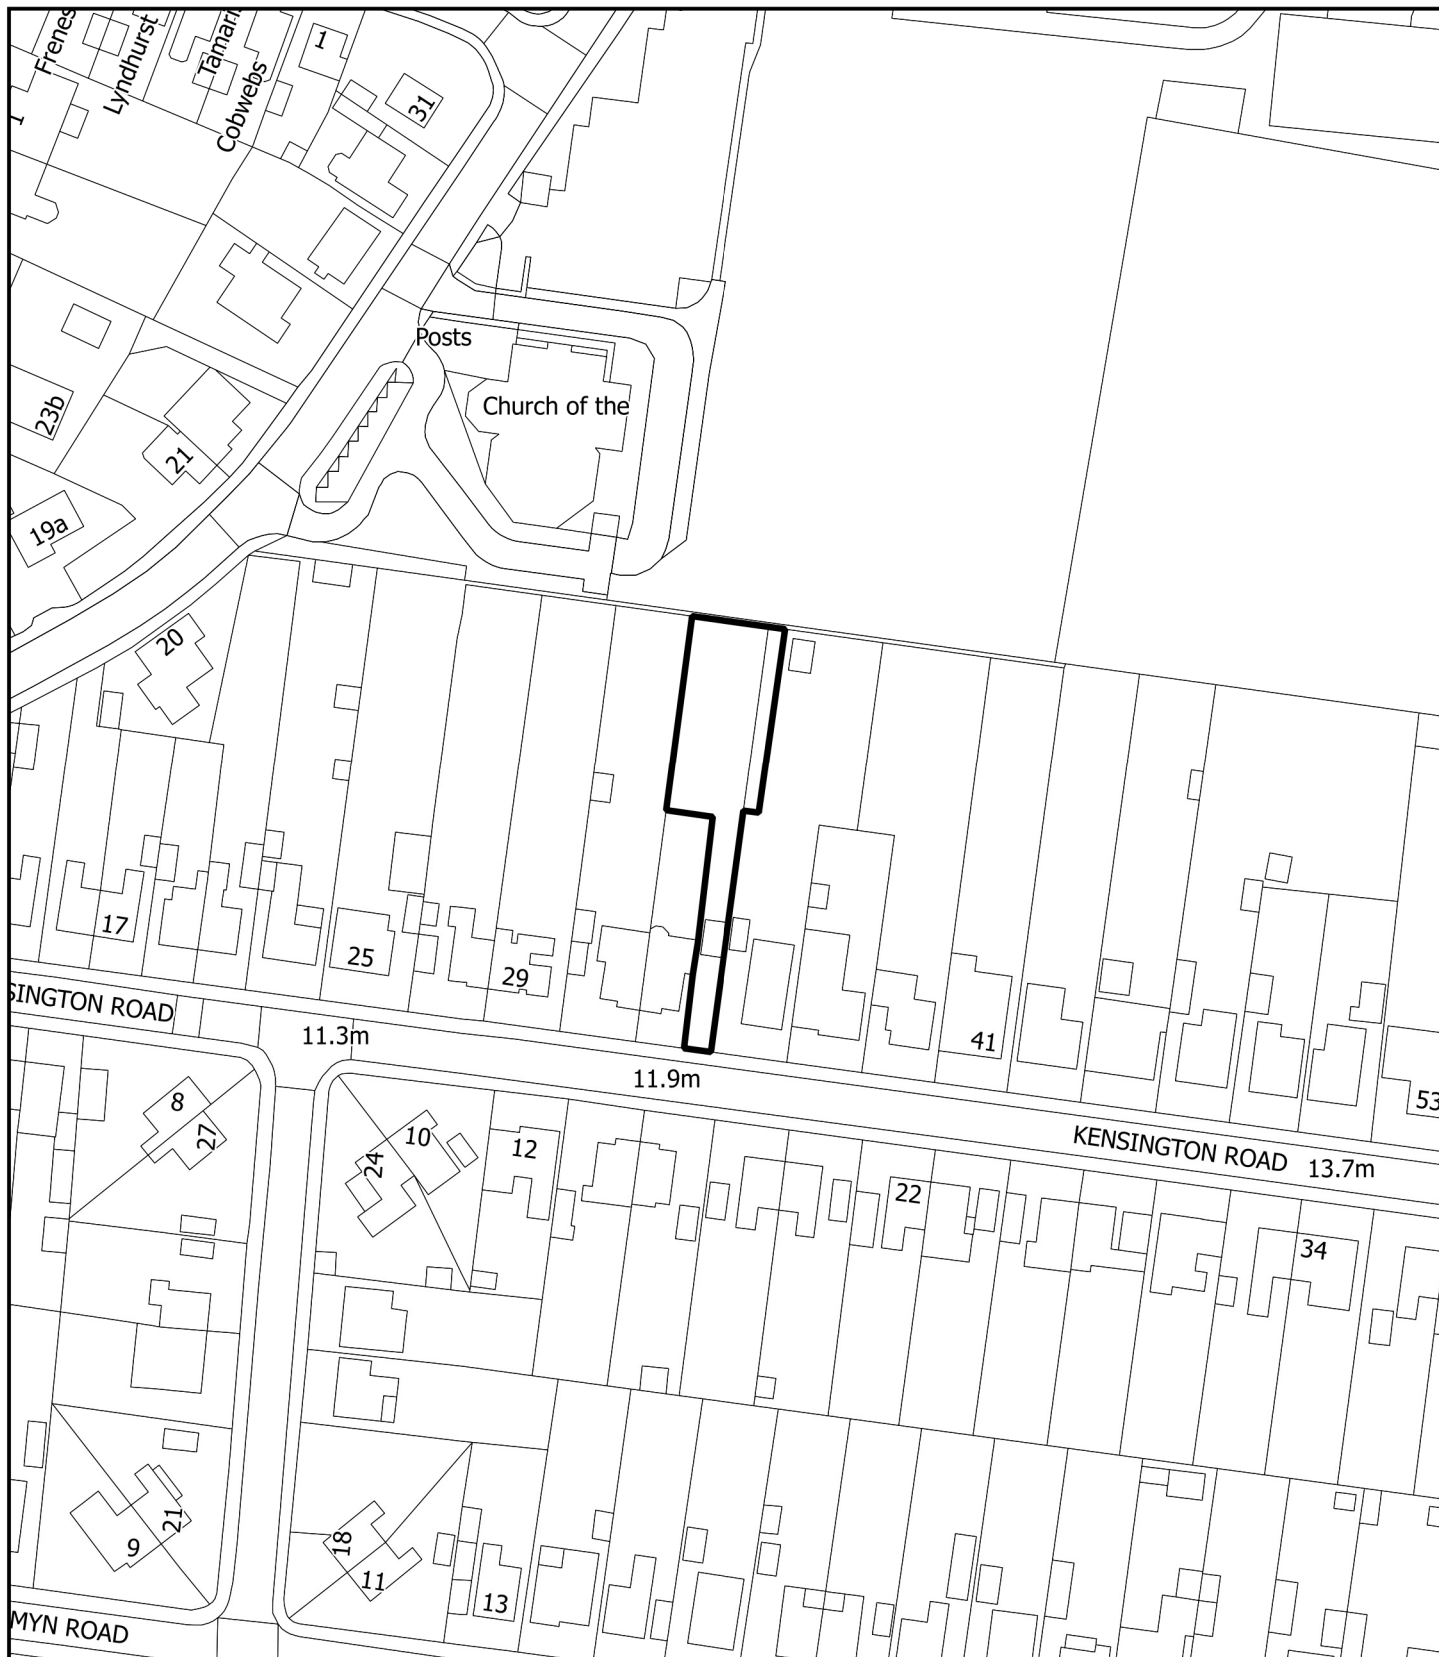 Frenes
Lyndhurst
Tamari
Cobwebs
1
31
1
Posts
Church of the
23b
21
19a
20
17
25
29
SINGTON ROAD
11.3m
41
11.9m
53
8
27
10
24
12
KENSINGTON ROAD
13.7m
22
34
21
9
18
11
13
MYN ROAD